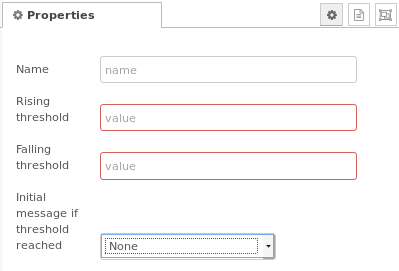 Properties
Name
name
Rising
threshold
value
Falling
threshold
value
Initial
message if
threshold
reached
None